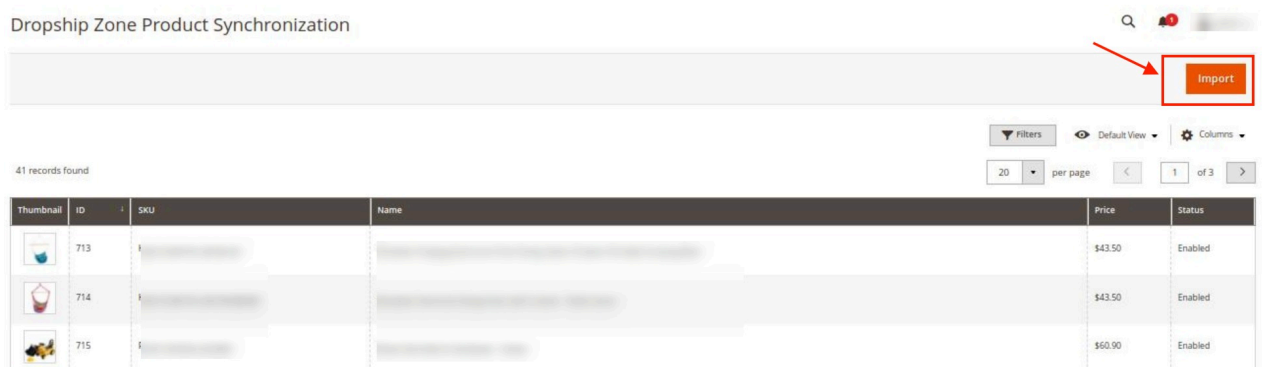 Dropship Zone Product Synchronization
1
Import
Filters Default View Columns
41 records found
20 per page 1 of 3
Thumbnail ID SKU Name Price Status
713 $43.50 Enabled
714 $43.50 Enabled
715 $60.90 Enabled